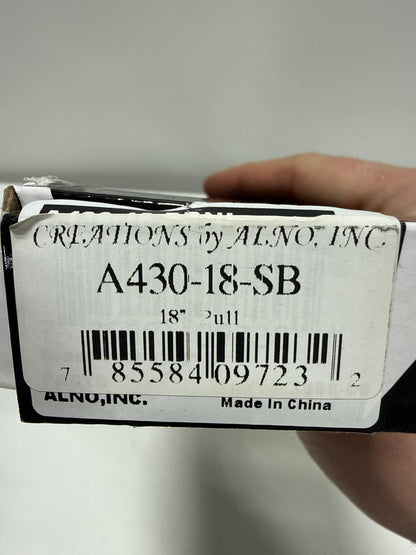 CREATIONS by ALNO, INC.
A430-18-SB
18" Pull
7 85584 09723 2
ALNO,INC.
Made In China